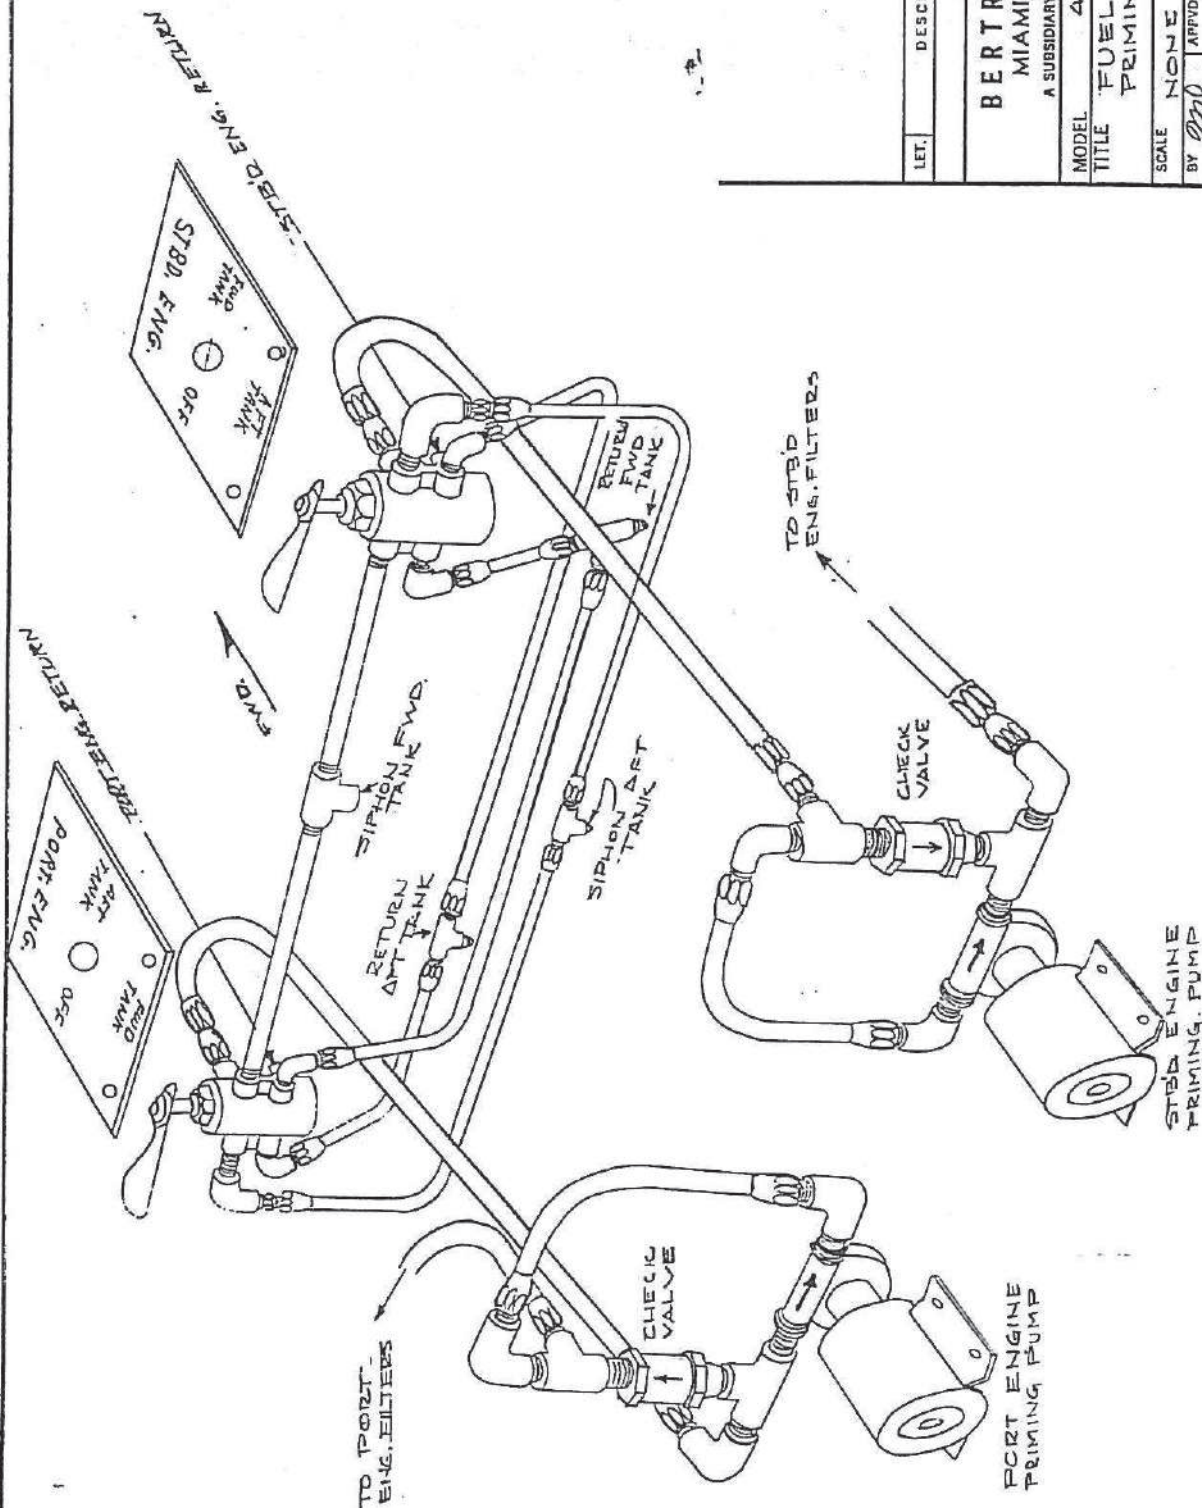 PORT ENG. RETURN
STB'D ENG. RETURN
PORT. ENG.
AFT
TANK
FWD
TANK
OFF
STBD. ENG.
FWD
TANK
AFT
TANK
OFF
FWD.
SIPHON FWD.
TANK
RETURN
AFT TANK
SIPHON AFT
TANK
RETURN
FWD
TANK
TO STB'D
ENG. FILTERS
CHECK
VALVE
STB'D ENGINE
PRIMING PUMP
TO PORT
ENG. FILTERS
CHECK
VALVE
PORT ENGINE
PRIMING PUMP
LET. DESC
BERTR
MIAMI
A SUBSIDIARY
MODEL 4
TITLE FUEL
PRIMIN
SCALE NONE
BY APPVD